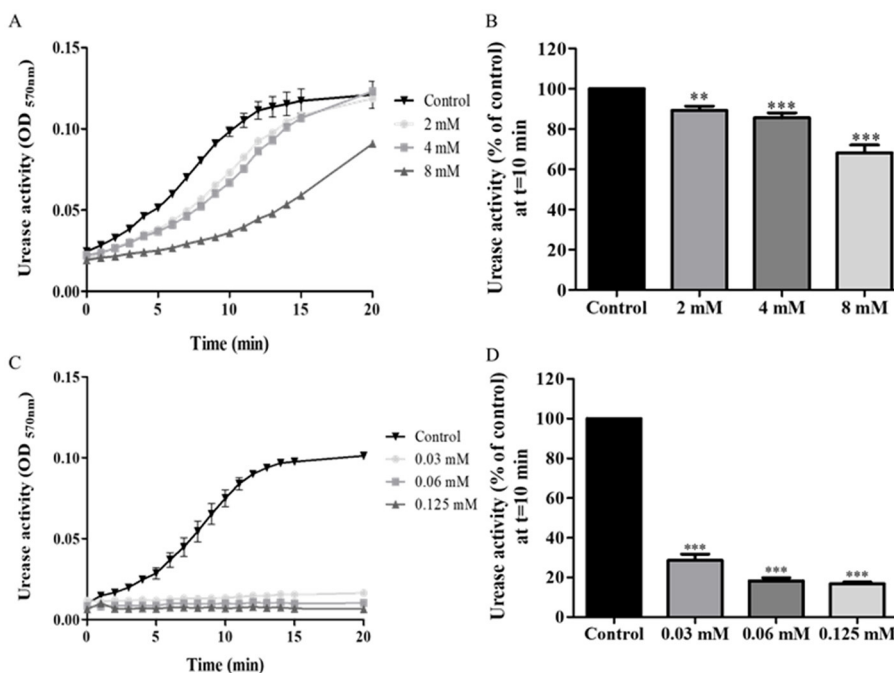 A
Urease activity (OD 570nm)
0.15
0.10
0.05
0.00
0
5
10
15
20
Time (min)
Control
2 mM
4 mM
8 mM
B
Urease activity (% of control)
at t=10 min
120
100
80
60
40
20
0
**
***
***
Control
2 mM
4 mM
8 mM
C
Urease activity (OD 570nm)
0.15
0.10
0.05
0.00
0
5
10
15
20
Time (min)
Control
0.03 mM
0.06 mM
0.125 mM
D
Urease activity (% of control)
at t=10 min
120
100
80
60
40
20
0
***
***
***
Control
0.03 mM
0.06 mM
0.125 mM